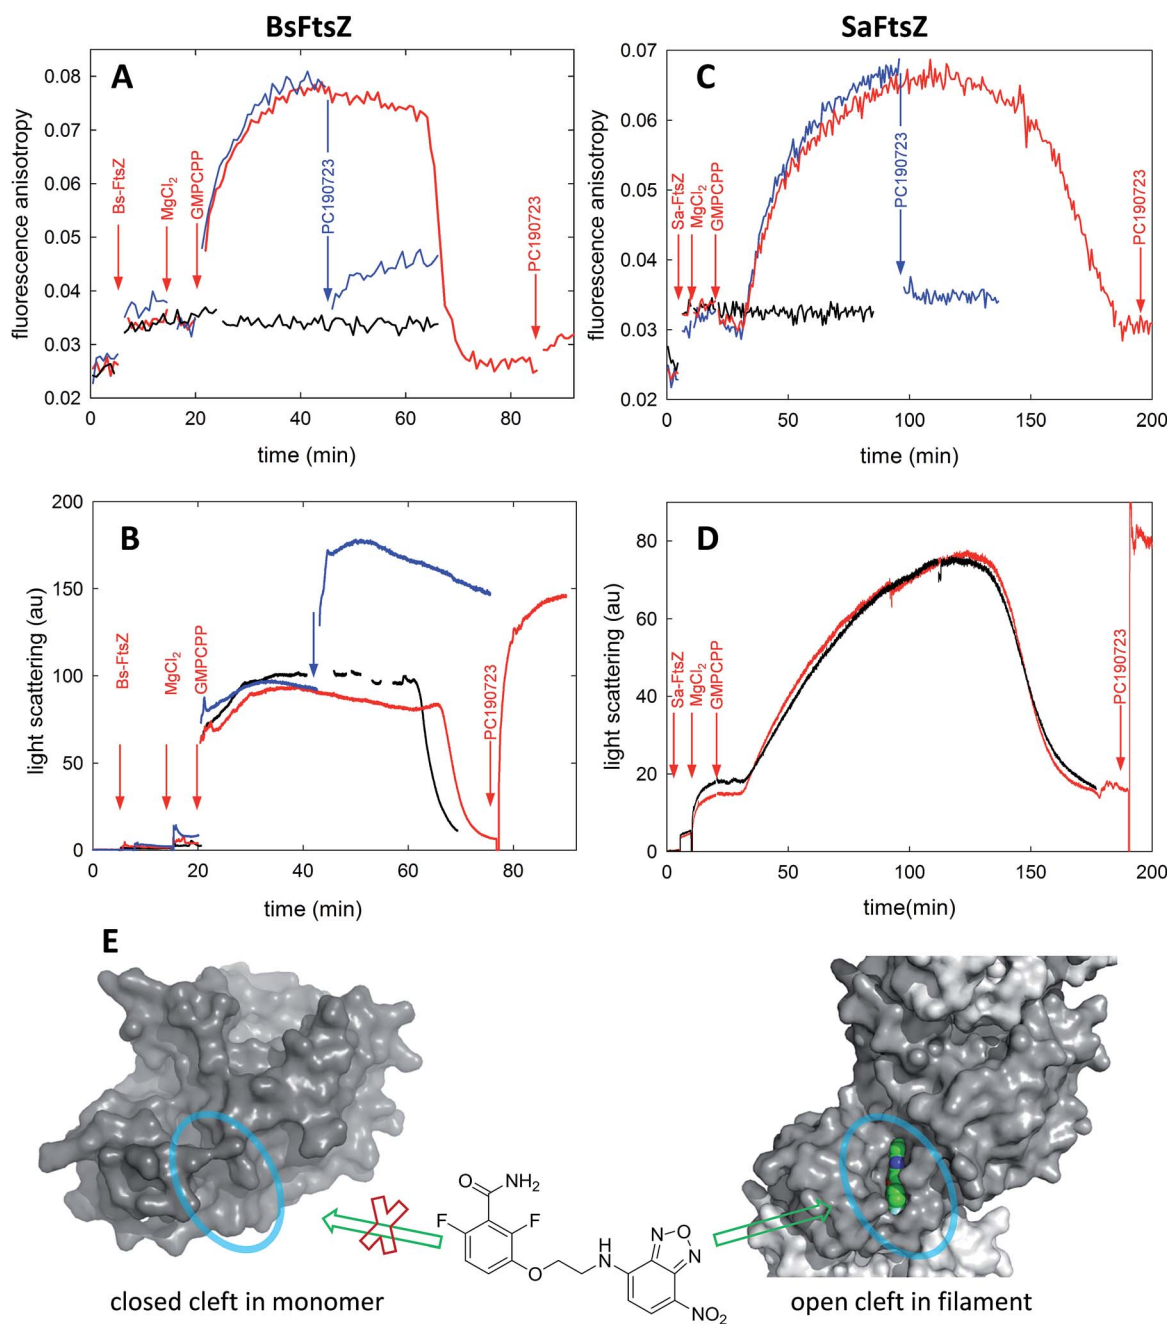 BsFtsZ
SaFtsZ
A
fluorescence anisotropy
0.08
0.07
0.06
0.05
0.04
0.03
0.02
Bs-FtsZ
MgCl₂
GMPCPP
PC190723
PC190723
0 20 40 60 80
time (min)
C
fluorescence anisotropy
0.07
0.06
0.05
0.04
0.03
0.02
Sa-FtsZ
MgCl₂
GMPCPP
PC190723
PC190723
0 50 100 150 200
time (min)
B
light scattering (au)
200
150
100
50
0
Bs-FtsZ
MgCl₂
GMPCPP
PC190723
0 20 40 60 80
time (min)
D
light scattering (au)
80
60
40
20
0
Sa-FtsZ
MgCl₂
GMPCPP
PC190723
0 50 100 150 200
time(min)
E
O NH₂
F F
O
NH
N O N
NO₂
closed cleft in monomer
open cleft in filament